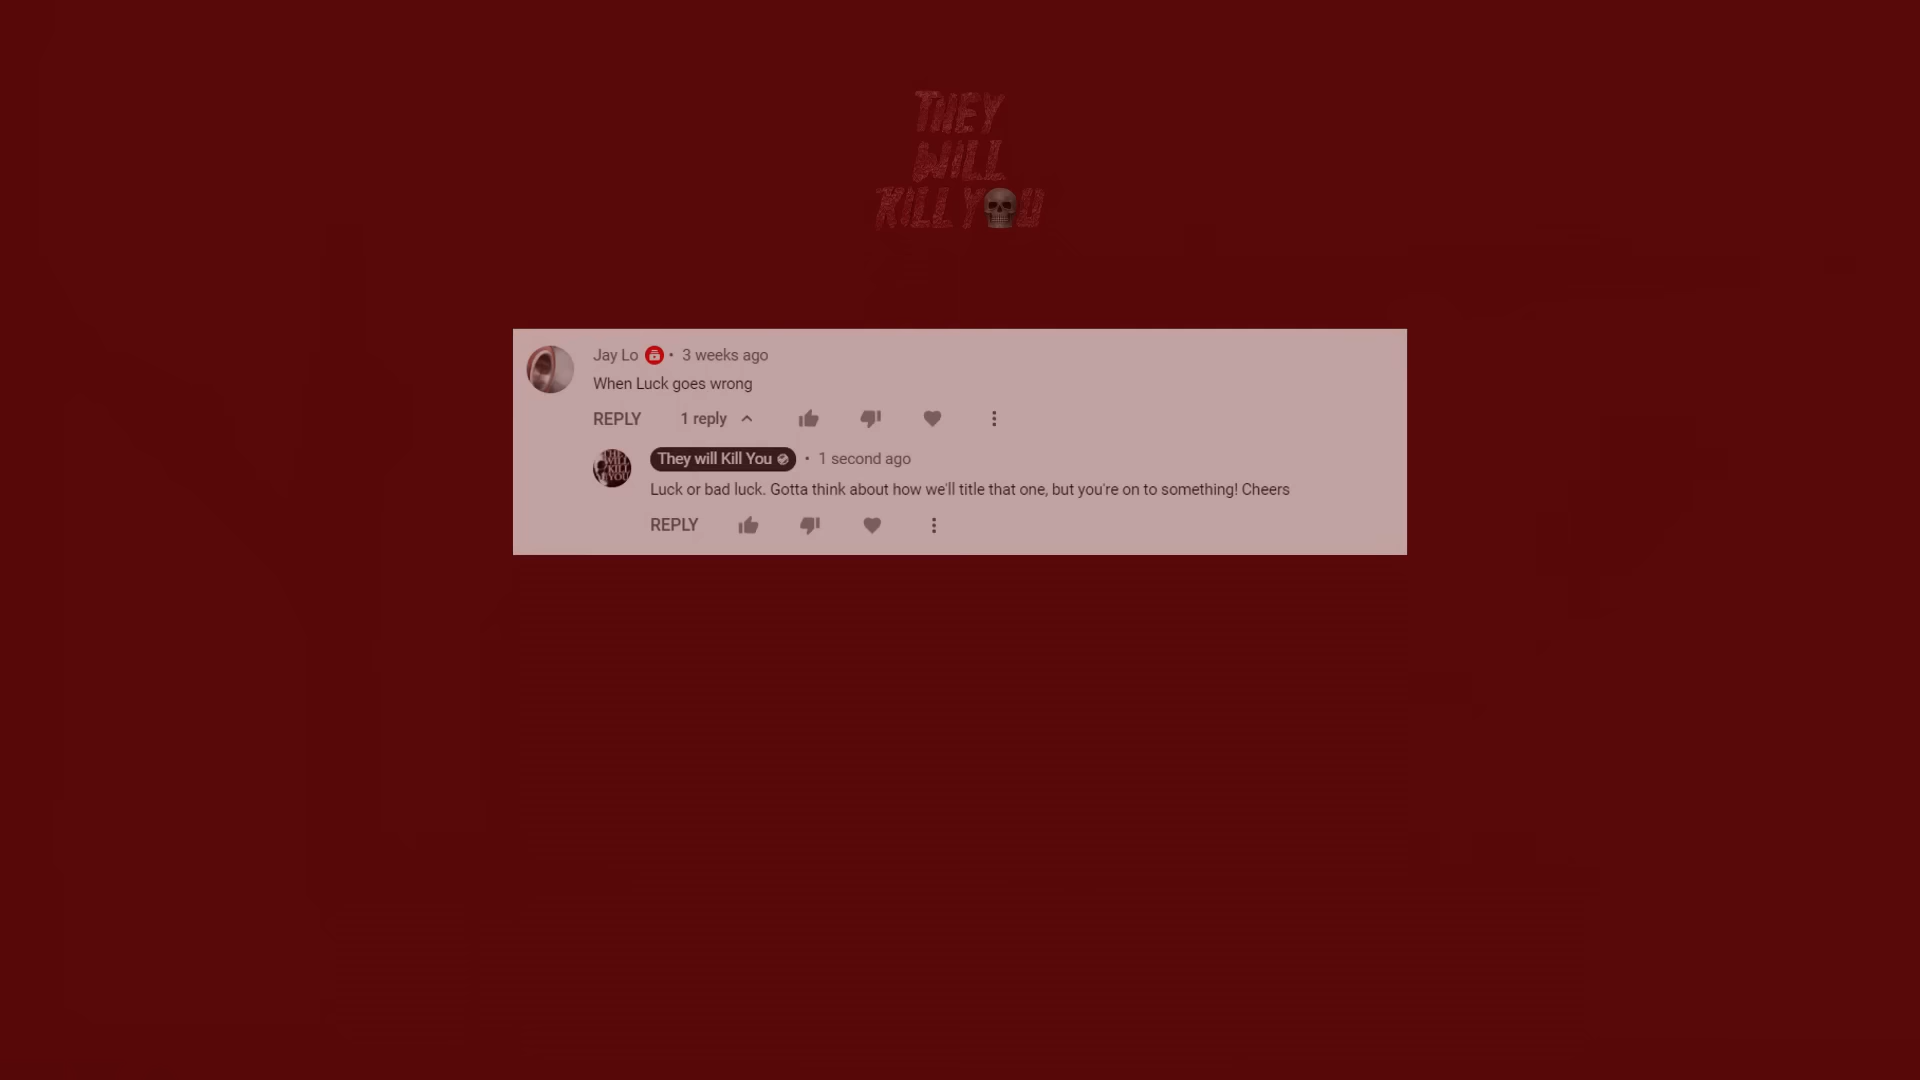 THEY
WILL
KILL YOU
Jay Lo • 3 weeks ago
When Luck goes wrong
REPLY 1 reply
They will Kill You • 1 second ago
Luck or bad luck. Gotta think about how we'll title that one, but you're on to something! Cheers
REPLY